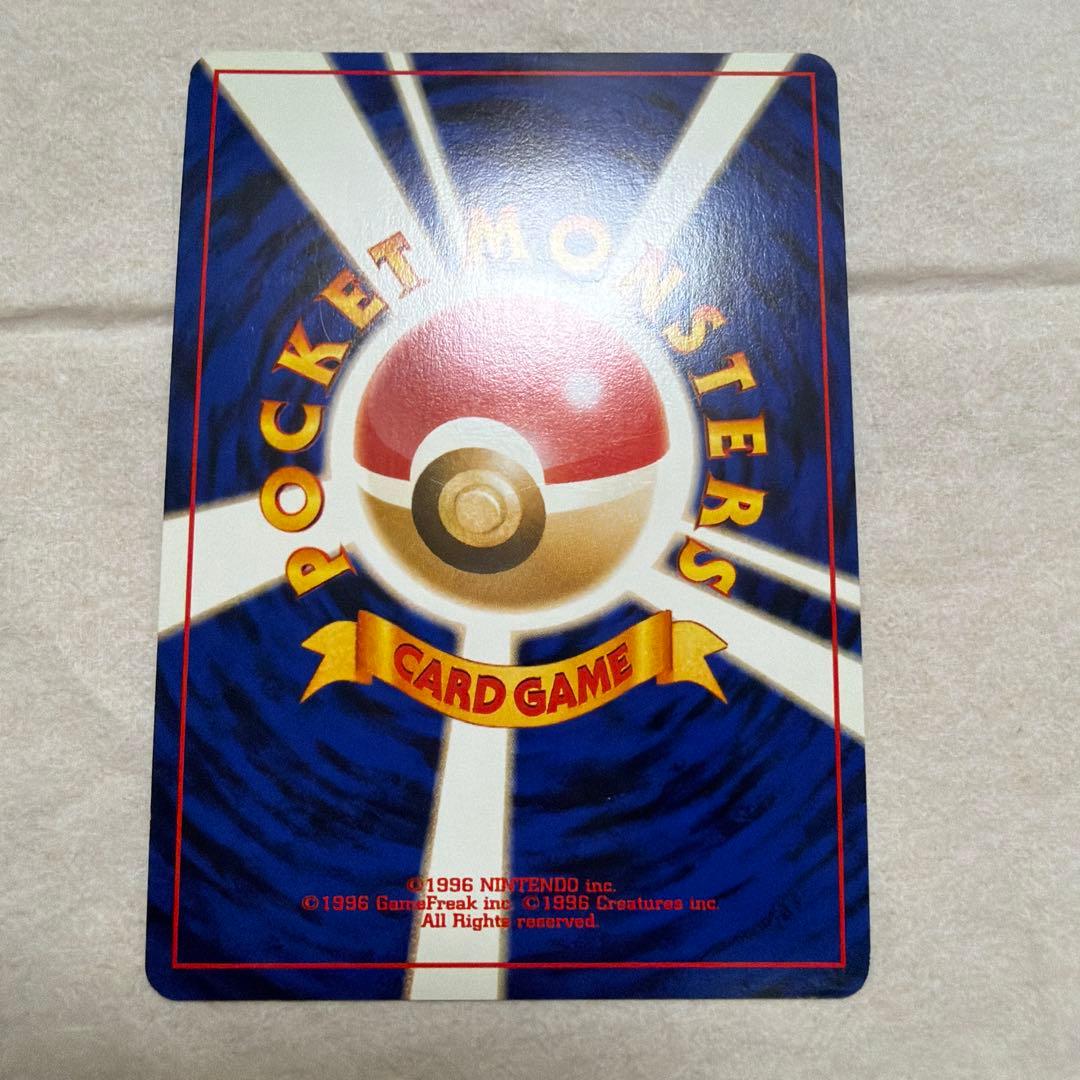 POCKET MONSTERS
CARD GAME
©1996 NINTENDO inc.
©1996 GameFreak inc. ©1996 Creatures inc.
All Rights reserved.